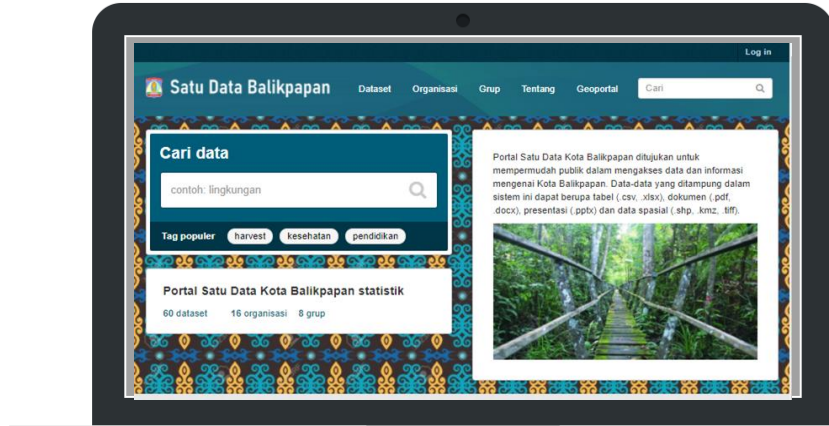 Log in
Satu Data Balikpapan
Dataset Organisasi Grup Tentang Geoportal Cari
Cari data
contoh: lingkungan
Tag populer harvest kesehatan pendidikan
Portal Satu Data Kota Balikpapan statistik
60 dataset 16 organisasi 8 grup
Portal Satu Data Kota Balikpapan ditujukan untuk
mempermudah publik dalam mengakses data dan informasi
mengenai Kota Balikpapan. Data-data yang ditampung dalam
sistem ini dapat berupa tabel (.csv, .xlsx), dokumen (.pdf,
.docx), presentasi (.pptx) dan data spasial (.shp, .kmz, .tiff).